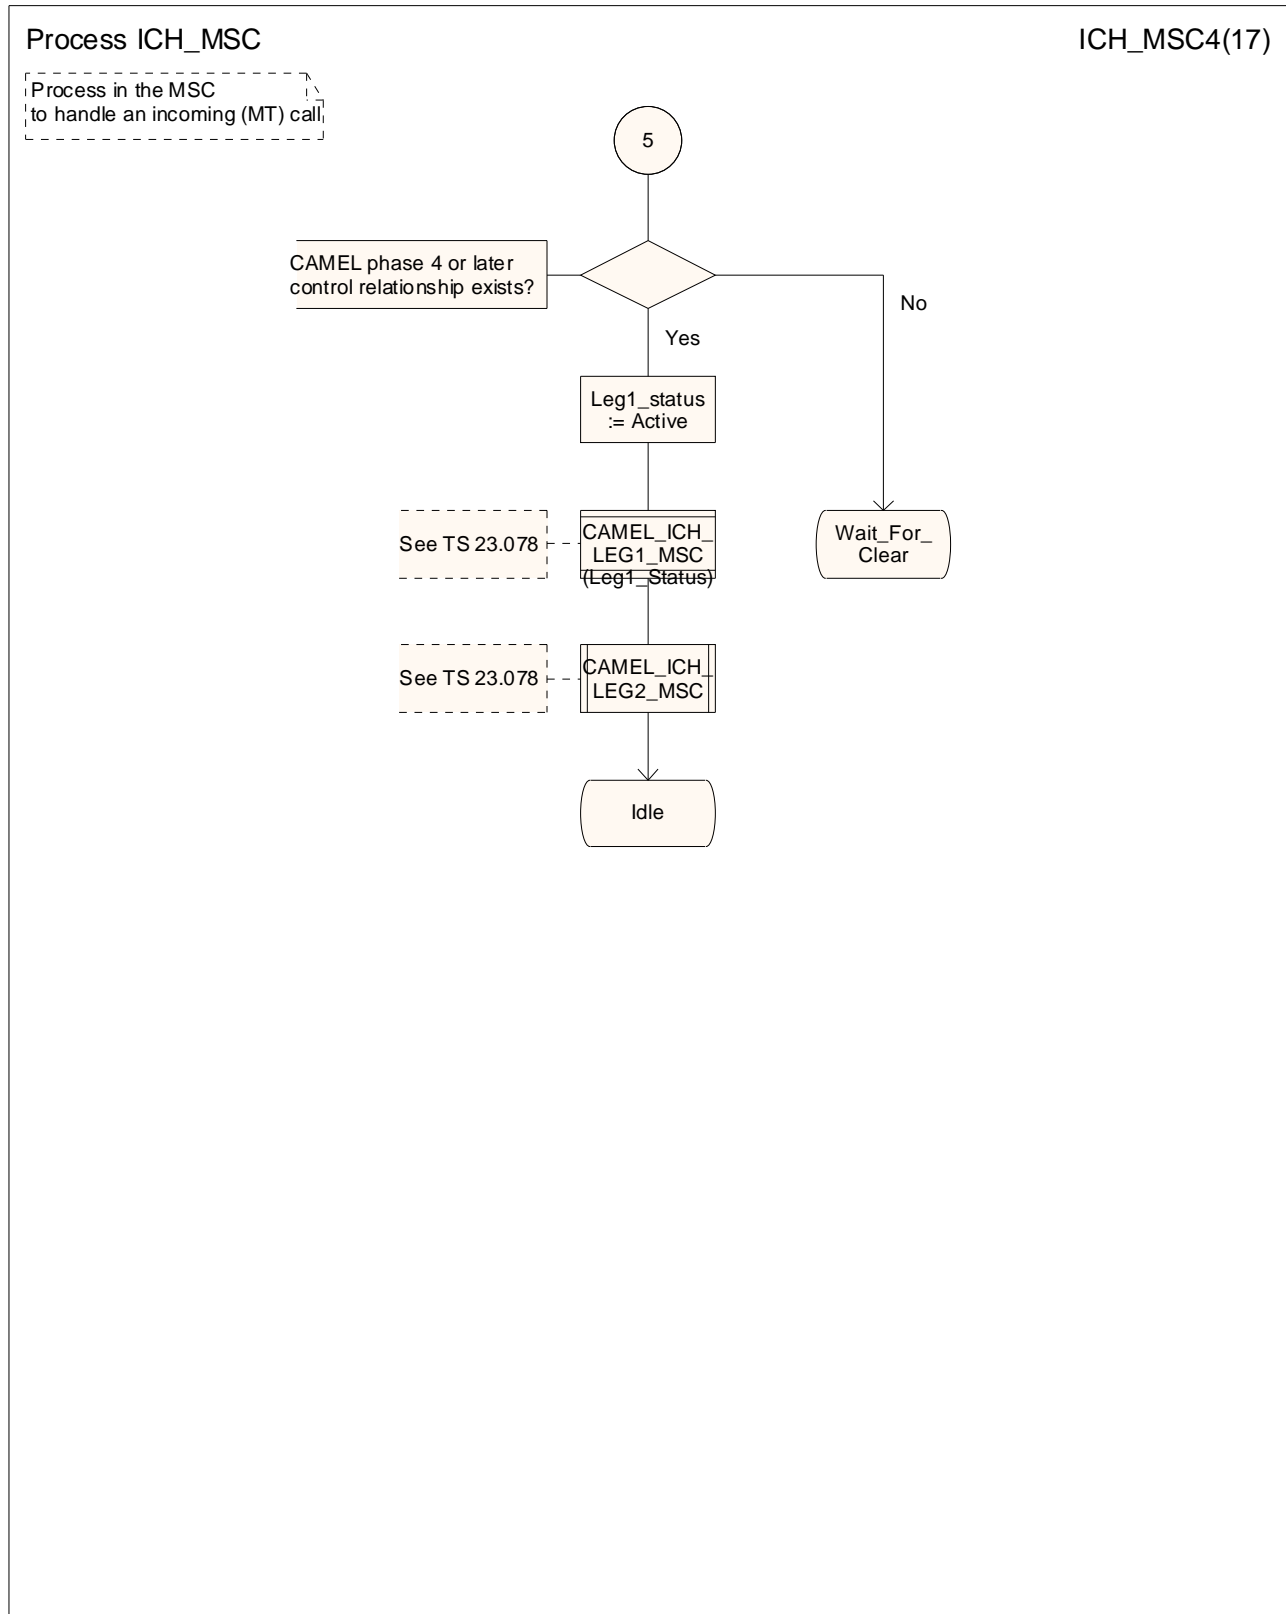 Process ICH_MSC
ICH_MSC4(17)
Process in the MSC
to handle an incoming (MT) call
5
CAMEL phase 4 or later
control relationship exists?
No
Yes
Leg1_status
:= Active
See TS 23.078
CAMEL_ICH_
LEG1_MSC
(Leg1_Status)
Wait_For_
Clear
See TS 23.078
CAMEL_ICH_
LEG2_MSC
Idle